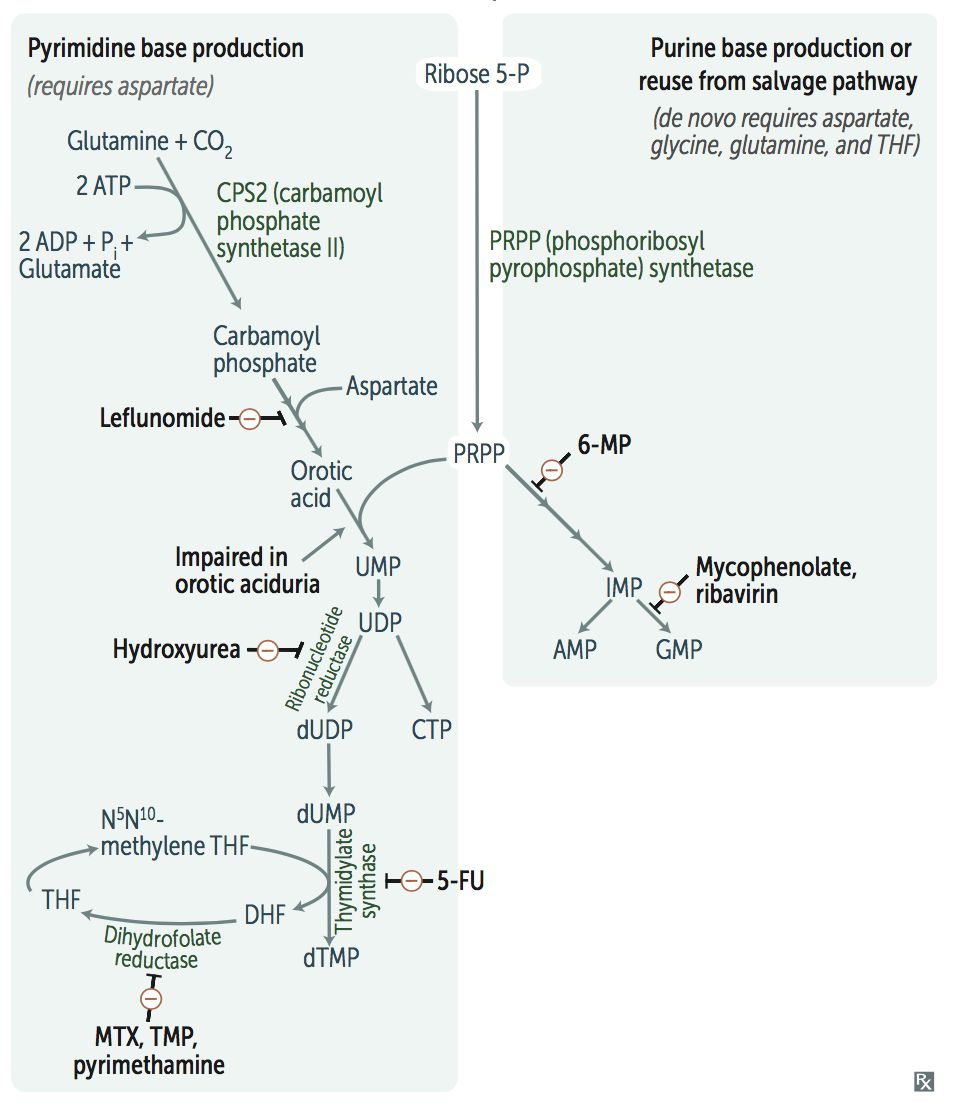 Pyrimidine base production
(requires aspartate)
Ribose 5-P
Purine base production or
reuse from salvage pathway
(de novo requires aspartate,
glycine, glutamine, and THF)
Glutamine + CO₂
2 ATP
CPS2 (carbamoyl
phosphate
synthetase II)
2 ADP + Pᵢ +
Glutamate
PRPP (phosphoribosyl
pyrophosphate) synthetase
Carbamoyl
phosphate
Aspartate
Leflunomide
Orotic
acid
PRPP
6-MP
Impaired in
orotic aciduria
UMP
IMP
Mycophenolate,
ribavirin
UDP
AMP
GMP
Hydroxyurea
Ribonucleotide
reductase
dUDP
CTP
dUMP
N⁵N¹⁰-
methylene THF
Thymidylate
synthase
5-FU
THF
DHF
Dihydrofolate
reductase
dTMP
MTX, TMP,
pyrimethamine
Rx